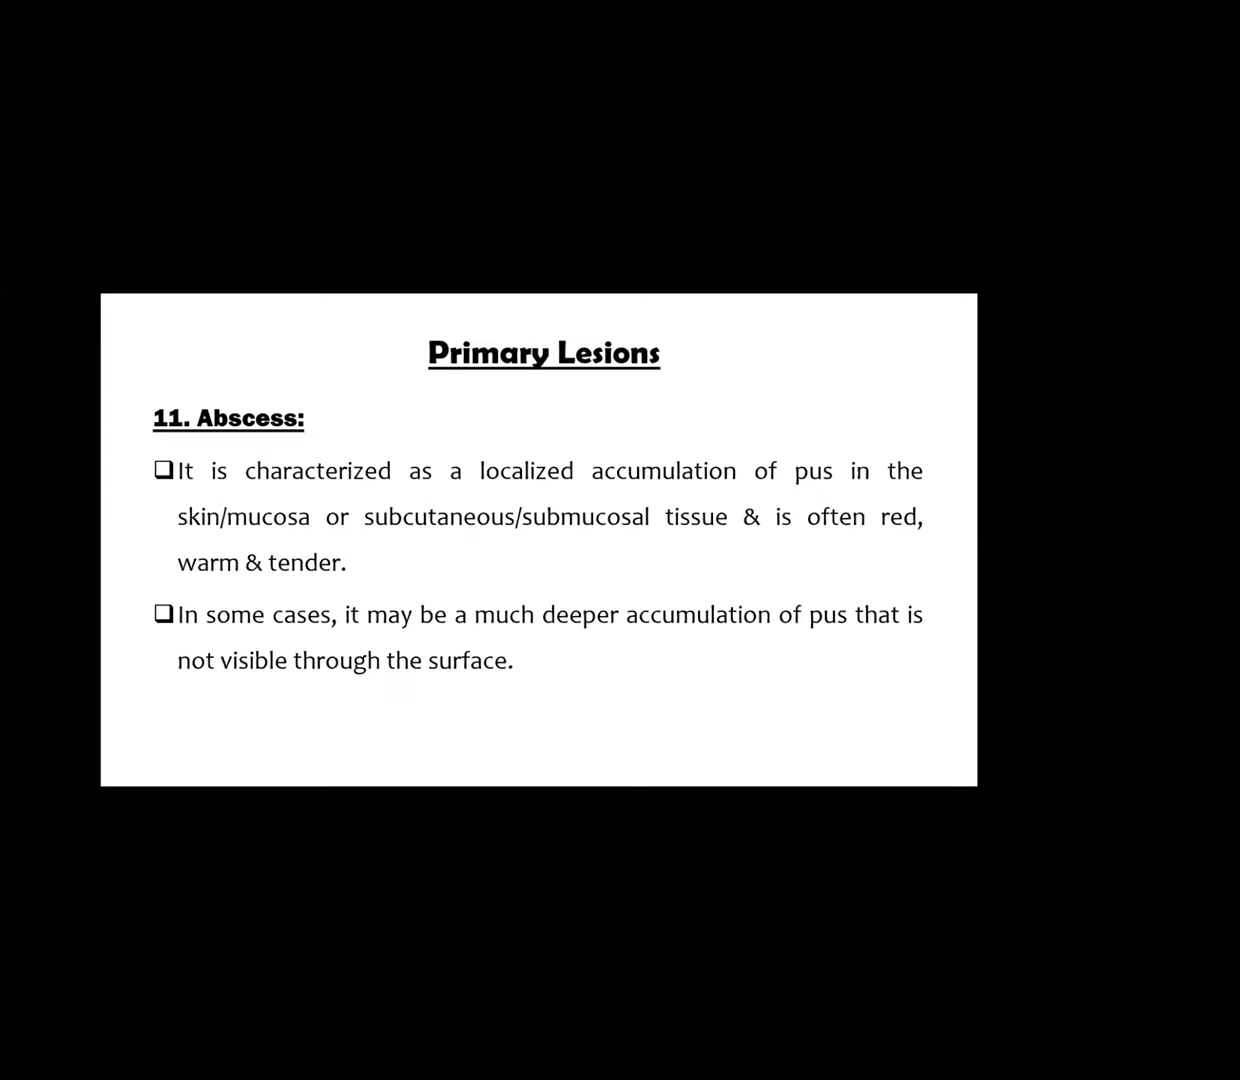 Primary Lesions
11. Abscess:
❑It is characterized as a localized accumulation of pus in the
skin/mucosa or subcutaneous/submucosal tissue & is often red,
warm & tender.
❑In some cases, it may be a much deeper accumulation of pus that is
not visible through the surface.